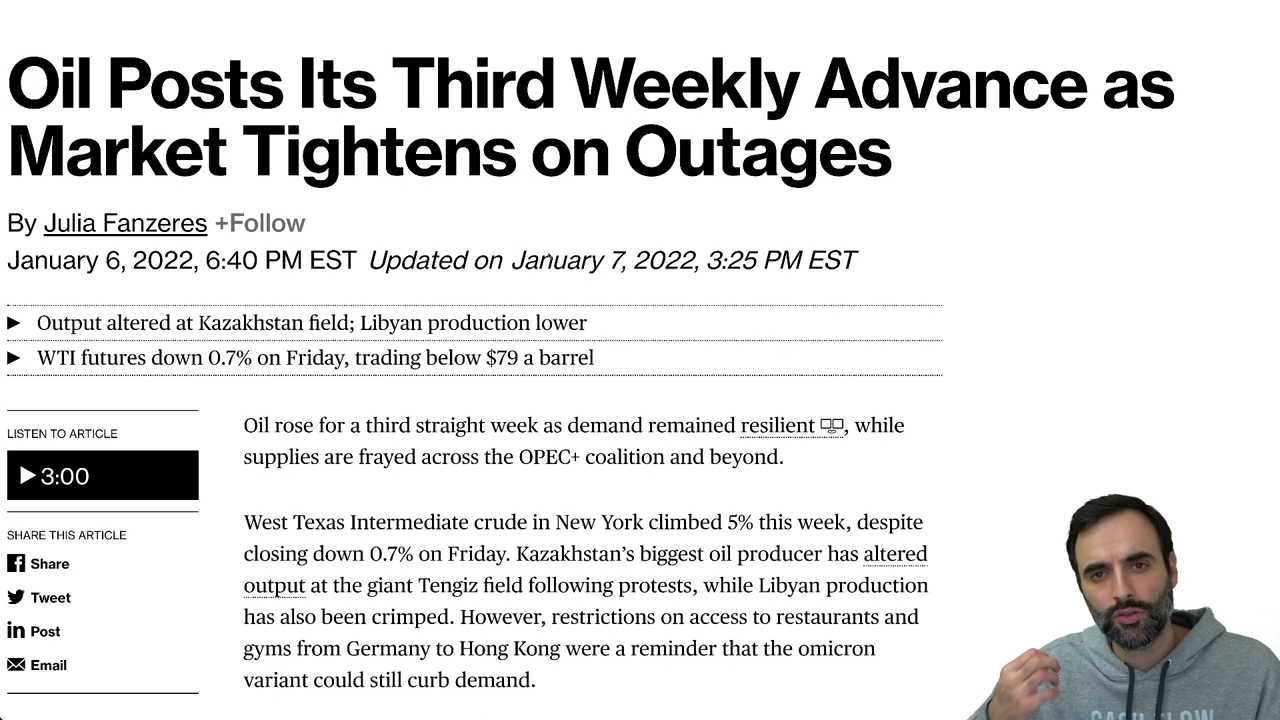 Oil Posts Its Third Weekly Advance as
Market Tightens on Outages
By Julia Fanzeres +Follow
January 6, 2022, 6:40 PM EST Updated on January 7, 2022, 3:25 PM EST
Output altered at Kazakhstan field; Libyan production lower
WTI futures down 0.7% on Friday, trading below $79 a barrel
LISTEN TO ARTICLE
3:00
SHARE THIS ARTICLE
Share
Tweet
Post
Email
Oil rose for a third straight week as demand remained resilient, while
supplies are frayed across the OPEC+ coalition and beyond.
West Texas Intermediate crude in New York climbed 5% this week, despite
closing down 0.7% on Friday. Kazakhstan’s biggest oil producer has altered
output at the giant Tengiz field following protests, while Libyan production
has also been crimped. However, restrictions on access to restaurants and
gyms from Germany to Hong Kong were a reminder that the omicron
variant could still curb demand.